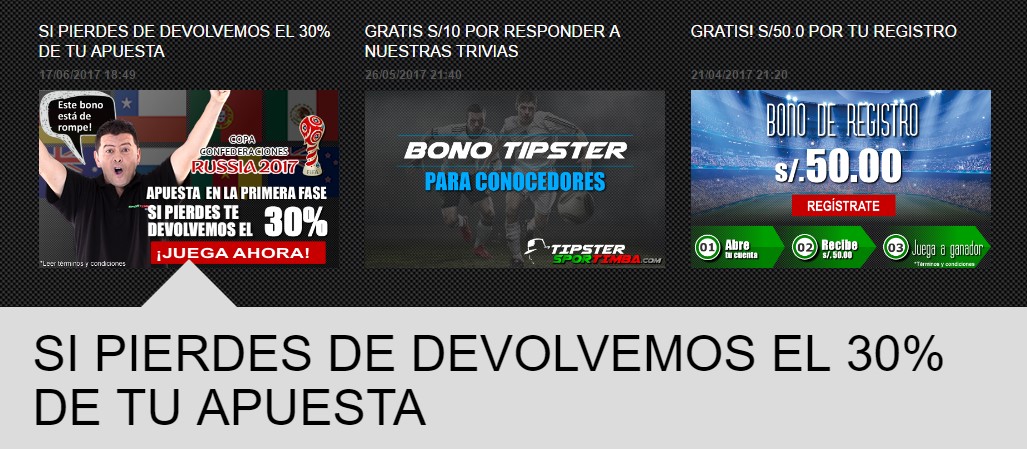 SI PIERDES DE DEVOLVEMOS EL 30%
DE TU APUESTA
17/06/2017 18:49
Este bono
está de
rompe!
COPA
CONFEDERACIONES
RUSSIA 2017
APUESTA EN LA PRIMERA FASE
SI PIERDES TE
DEVOLVEMOS EL 30%
¡JUEGA AHORA!
*Leer términos y condiciones
GRATIS S/10 POR RESPONDER A
NUESTRAS TRIVIAS
26/05/2017 21:40
BONO TIPSTER
PARA CONOCEDORES
TIPSTER
SPORTIMBA.COM
GRATIS! S/50.0 POR TU REGISTRO
21/04/2017 21:20
BONO DE REGISTRO
S/.50.00
REGÍSTRATE
01 Abre
tu cuenta
02 Recibe
s/.50.00
03 Juega a ganador
*Términos y condiciones
SI PIERDES DE DEVOLVEMOS EL 30%
DE TU APUESTA